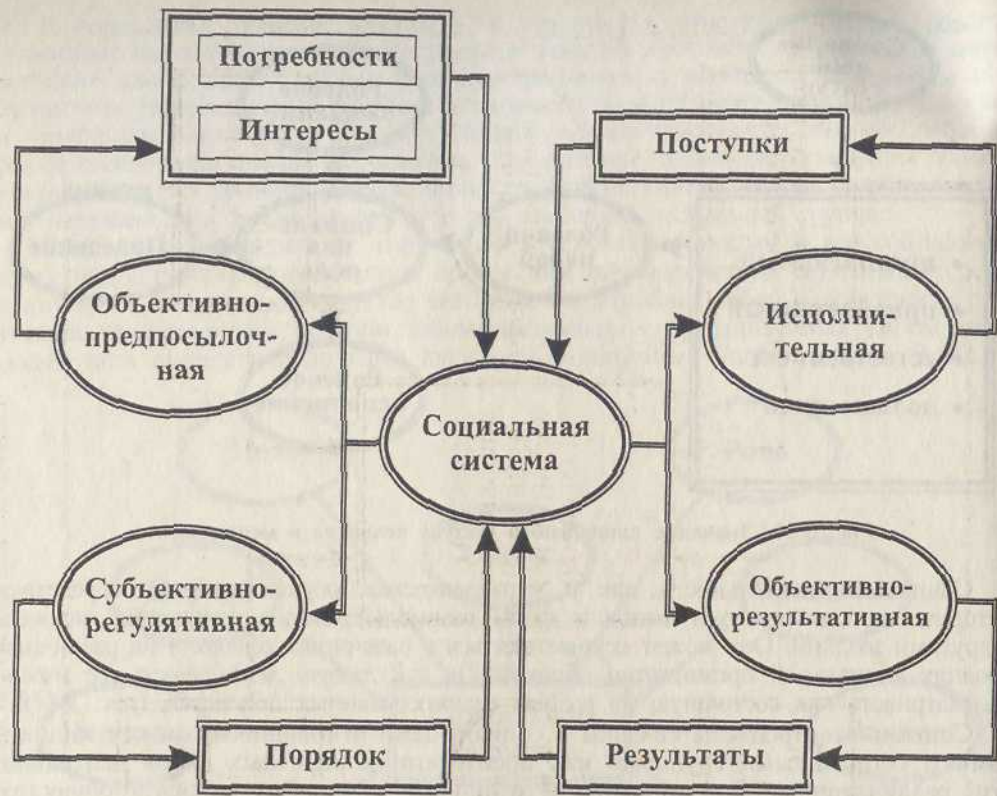 Потребности
Интересы
Поступки
Объективно-
предпосылоч-
ная
Исполни-
тельная
Социальная
система
Субъективно-
регулятивная
Объективно-
результативная
Порядок
Результаты